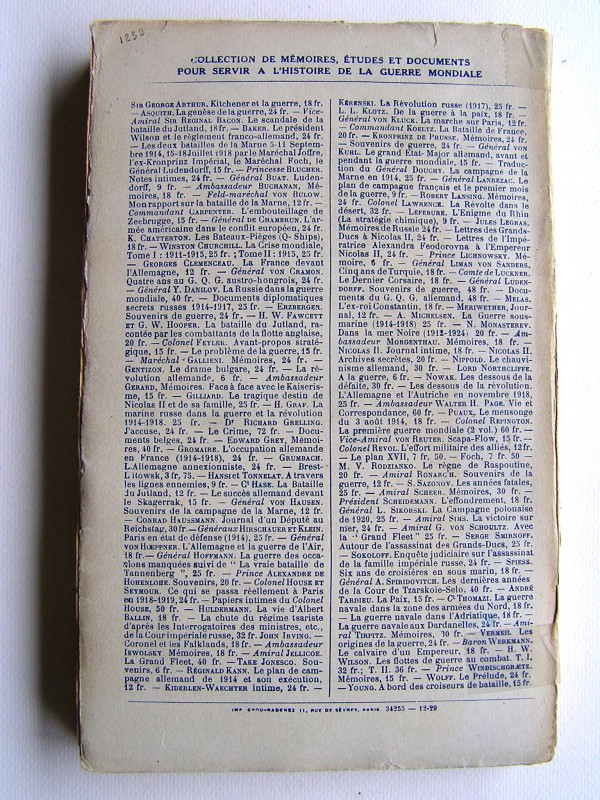 1252
COLLECTION DE MÉMOIRES, ÉTUDES ET DOCUMENTS
POUR SERVIR A L'HISTOIRE DE LA GUERRE MONDIALE
SIR GEORGE ARTHUR. Kitchener et la guerre, 18 fr.
— ASQUITH. La genèse de la guerre, 24 fr. — Vice-
Amiral SIR REGINAL BACON. Le scandale de la
bataille du Jutland, 18 fr. — BAKER. Le président
Wilson et le règlement franco-allemand, 24 fr.
— Les deux batailles de la Marne 5-11 Septem-
bre 1914, 15-18 Juillet 1918 par le Maréchal Joffre,
l'ex-Kronprinz Impérial, le Maréchal Foch, le
Général Ludendorff, 15 fr. — Princesse BLUCHER.
Notes intimes, 24 fr. — Général BUAT. Luden-
dorff, 9 fr. — Ambassadeur BUCHANAN, Mé-
moires, 18 fr. — Feld-maréchal VON BULOW.
Mon rapport sur la bataille de la Marne, 12 fr. —
Commandant CARPENTER. L'embouteillage de
Zeebrugge, 15 fr. — Général DE CHAMBRUN. L'ar-
mée américaine dans le conflit européen, 24 fr.
K. CHATTERTON. Les Bateaux-Pièges (Q-Ships),
18 fr. — WINSTON CHURCHILL. La Crise mondiale,
Tome I : 1911-1915, 25 fr. ; Tome II : 1915, 25 fr.
— GEORGES CLEMENCEAU. La France devant
l'Allemagne, 12 fr. — Général VON CRAMON.
Quatre ans au G. Q. G. austro-hongrois, 24 fr. —
Général Y. DANILOV. La Russie dans la guerre
mondiale, 40 fr. — Documents diplomatiques
secrets russes 1914-1917, 25 fr. — ERZBERGER.
Souvenirs de guerre, 24 fr. — H. W. FAWCETT
ET G. W. HOOPER. La bataille du Jutland, ra-
contée par les combattants de la flotte anglaise,
20 fr. — Colonel FEYLER. Avant-propos straté-
gique, 15 fr. — Le problème de la guerre, 15 fr.
— Maréchal GALLIENI. Mémoires, 24 fr. —
GENTIZON. Le drame bulgare, 24 fr. — La ré-
volution allemande, 6 fr. — Ambassadeur
GERARD, Mémoires. Face à face avec le Kaiseris-
me, 15 fr. — GILLIARD. Le tragique destin de
Nicolas II et de sa famille, 25 fr. — H. GRAF. La
marine russe dans la guerre et la révolution
1914-1918. 25 fr. — Dr RICHARD GRELLING.
J'accuse, 24 fr. — Le Crime, 72 fr. — Docu-
ments belges, 24 fr. — EDWARD GREY, Mémoi-
res, 40 fr. — GROMAIRE. L'occupation allemande
en France (1914-1918), 24 fr. — GRUMBACH.
L'Allemagne annexionniste, 24 fr. — Brest-
Litowsk, 3 fr. 75. — HANSI ET TONNELAT. A travers
les lignes ennemies, 9 fr. — Ct HASE. La Bataille
du Jutland, 12 fr. — Le succès allemand devant
le Skagerrak, 15 fr. — Général VON HAUSEN.
Souvenirs de la campagne de la Marne, 12 fr.
— CONRAD HAUSSMANN. Journal d'un Député au
Reichstag, 30 fr. — Généraux HIRSCHAUER ET KLEIN.
Paris en état de défense (1914), 25 fr. — Général
VON HŒPPNER. L'Allemagne et la guerre de l'Air,
18 fr. — Général HOFFMANN. La guerre des occa-
sions manquées suivi de " La vraie bataille de
Tannenberg ", 25 fr. — Prince ALEXANDRE DE
HOHENLOHE. Souvenirs, 20 fr. — Colonel HOUSE ET
SEYMOUR. Ce qui se passa réellement à Paris
en 1918-1919, 24 fr. — Papiers intimes du Colonel
HOUSE, 50 fr. — HULDERMANN. La vie d'Albert
BALLIN, 18 fr. — La chute du régime tsariste
d'après les Interrogatoires des ministres, etc.,
de la Cour impériale russe, 32 fr. JOHN IRVING. —
Coronel et les Falklands, 18 fr. — Ambassadeur
ISWOLSKY Mémoires, 18 fr. — Amiral JELLICOE.
La Grand Fleet, 40 fr. — TAKE JONESCO. Sou-
venirs, 6 fr. — RÉGINALD KANN. Le plan de cam-
pagne allemand de 1914 et son exécution,
12 fr. — KIDERLEN-WAECHTER intime, 24 fr. —
KÉRENSKI. La Révolution russe (1917), 25 fr. —
L. L. KLOTZ. De la guerre à la paix, 18 fr. —
Général VON KLUCK. La marche sur Paris, 12 fr.
— Commandant KOELTZ. La Bataille de France,
20 fr. — KRONPRINZ DE PRUSSE. Mémoires, 24 fr.
— Souvenirs de guerre, 24 fr. — Général VON
KUHL. Le grand État-Major allemand, avant et
pendant la guerre mondiale, 15 fr. — Traduc-
tion du Général DOUCHY. La campagne de la
Marne en 1914, 25 fr. — Général LANREZAC. Le
plan de campagne français et le premier mois
de la guerre, 9 fr. — ROBERT LANSING. Mémoires,
24 fr. Colonel LAWRENCE. La Révolte dans le
désert, 32 fr. — LEFEBURE. L'Enigme du Rhin
(La stratégie chimique), 9 fr. — JULES LEGRAS.
Mémoires de Russie 24 fr. — Lettres des Grands-
Ducs à Nicolas II, 24 fr. — Lettres de l'Impé-
ratrice Alexandra Feodorovna à l'Empereur
Nicolas II, 24 fr. — Prince LICHNOWSKY. Mé-
moire, 6 fr. — Général LIMAN VON SANDERS.
Cinq ans de Turquie, 18 fr. — Comte de LUCKNER.
Le Dernier Corsaire, 18 fr. — Général LUDEN-
DORFF. Souvenirs de guerre, 48 fr. — Docu-
ments du G. Q. G. allemand, 48 fr. — MELAS.
L'ex-roi Constantin, 18 fr. — MERIWETHER, Jour-
nal, 12 fr. — A. MICHELSEN. La Guerre sous-
marine (1914-1918) 25 fr. — N. MONASTEREV.
Dans la mer Noire (1912-1924) 20 fr. — Am-
bassadeur MORGENTHAU. Mémoires, 18 fr. —
NICOLAS II. Journal intime, 18 fr. — NICOLAS II.
Archives secrètes, 20 fr. — NIPPOLD. Le chauvi-
nisme allemand, 30 fr. — LORD NORTHCLIFFE.
A la guerre, 6 fr. — NOWAK. Les dessous de la
défaite, 30 fr. — Les dessous de la révolution.
L'Allemagne et l'Autriche en novembre 1918,
25 fr. — Ambassadeur WALTER H. PAGE. Vie et
Correspondance, 60 fr. — PUAUX, Le mensonge
du 3 août 1914, 18 fr. — Colonel REPINGTON.
La première guerre mondiale (2 vol.) 60 fr. —
Vice-Amiral VON REUTER. Scapa-Flow, 15 fr. —
Colonel REVOL. L'effort militaire des alliés, 12 fr.
— Le plan XVII, 7 fr. 50. — Foch, 7 fr. 50 —
M. V. RODZIANKO. Le règne de Raspoutine,
20 fr. — Amiral RONARC'H. Souvenirs de la
guerre, 12 fr. — S. SAZONOV. Les années fatales,
25 fr. — Amiral SCHEER. Mémoires, 30 fr. —
Président SCHEIDEMANN. L'effondrement, 18 fr.
Général L. SIKORSKI. La Campagne polonaise
de 1920, 25 fr. — Amiral SIMS. La victoire sur
mer, 24 fr. — Amiral G. VON SCHOULTZ. Avec
la " Grand Fleet " 25 fr. — SERGE SMIRNOFF.
Autour de l'assassinat des Grands-Ducs, 25 fr.
— SOKOLOFF. Enquête judiciaire sur l'assassinat
de la famille impériale russe, 24 fr. — SPIESS.
Six ans de croisières en sous marin, 18 fr. —
Général A. SPIRIDOVITCH. Les dernières années
de la Cour de Tzarskoïe-Selo, 40 fr. — ANDRÉ
TARDIEU. La Paix, 15 fr. — Ct THOMAZI. La guerre
navale dans la zone des armées du Nord, 18 fr.
— La guerre navale dans l'Adriatique, 18 fr. —
La guerre navale aux Dardanelles, 24 fr. — Ami-
ral TIRPITZ. Mémoires, 30 fr. — VERMEIL. Les
origines de la guerre, 24 fr. — Baron WERKMANN.
Le calvaire d'un Empereur, 18 fr. — H. W.
WILSON. Les flottes de guerre au combat. T. I.
32 fr.; T. II. 36 fr. — Prince WINDISCHGRÆTZ.
Mémoires, 15 fr. — WOLFF. Le Prélude, 24 fr.
— YOUNG. A bord des croiseurs de bataille, 15 fr.
IMP. CROU-RADENEZ 11, RUE DE SÈVRES, PARIS. 34255 — 12-29